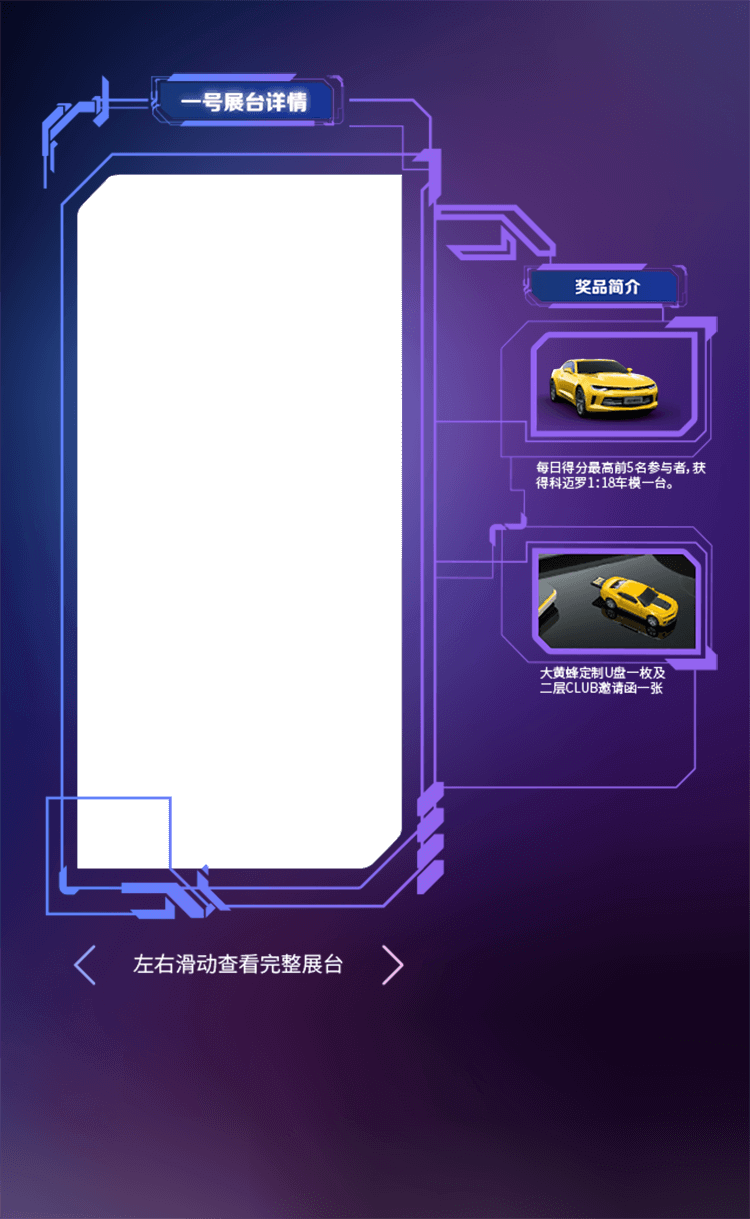 一号展台详情
奖品简介
每日得分最高前5名参与者,获
得科迈罗1:18车模一台。
大黄蜂定制U盘一枚及
二层CLUB邀请函一张
左右滑动查看完整展台